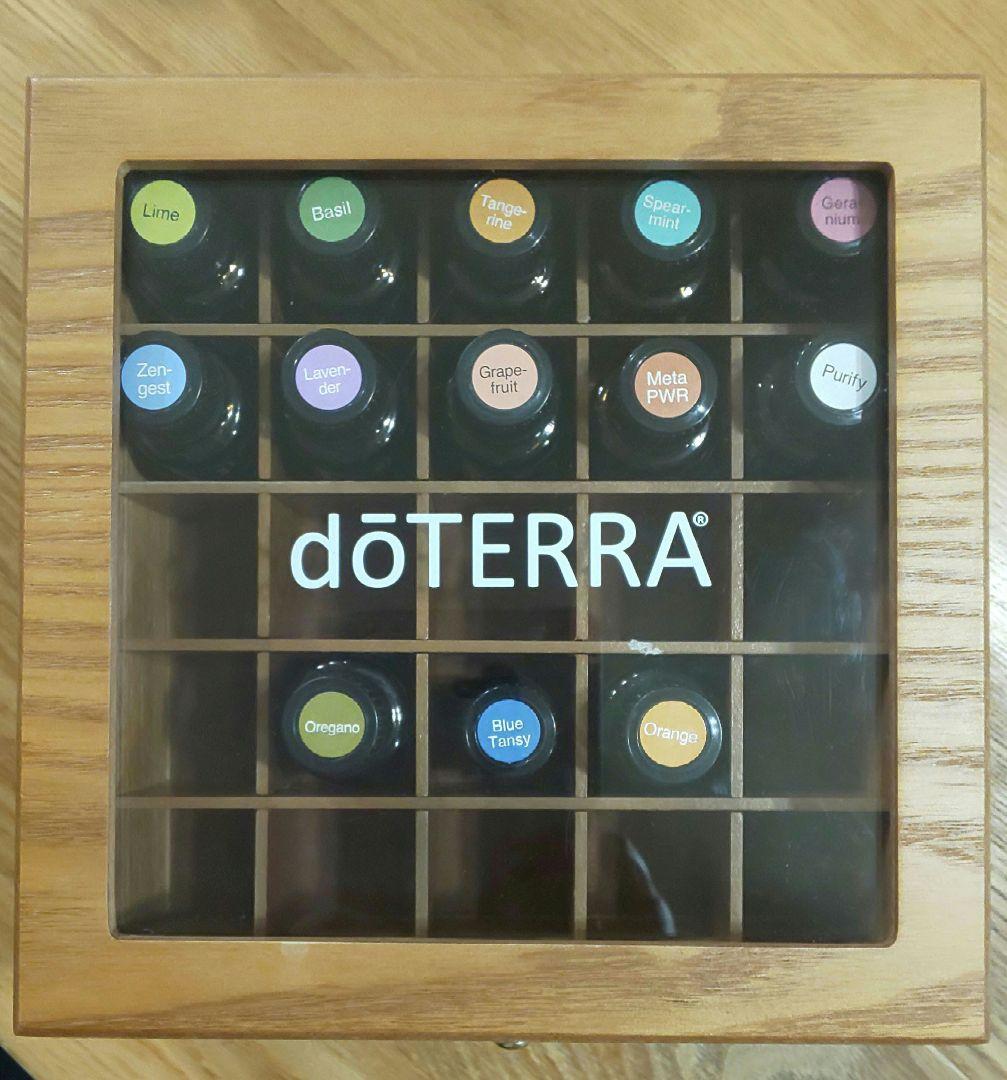 Lime
Basil
Tange-
rine
Spear-
mint
Gera-
nium
Zen-
gest
Laven-
der
Grape-
fruit
Meta
PWR
Purify
dōTERRA®
Oregano
Blue
Tansy
Orange